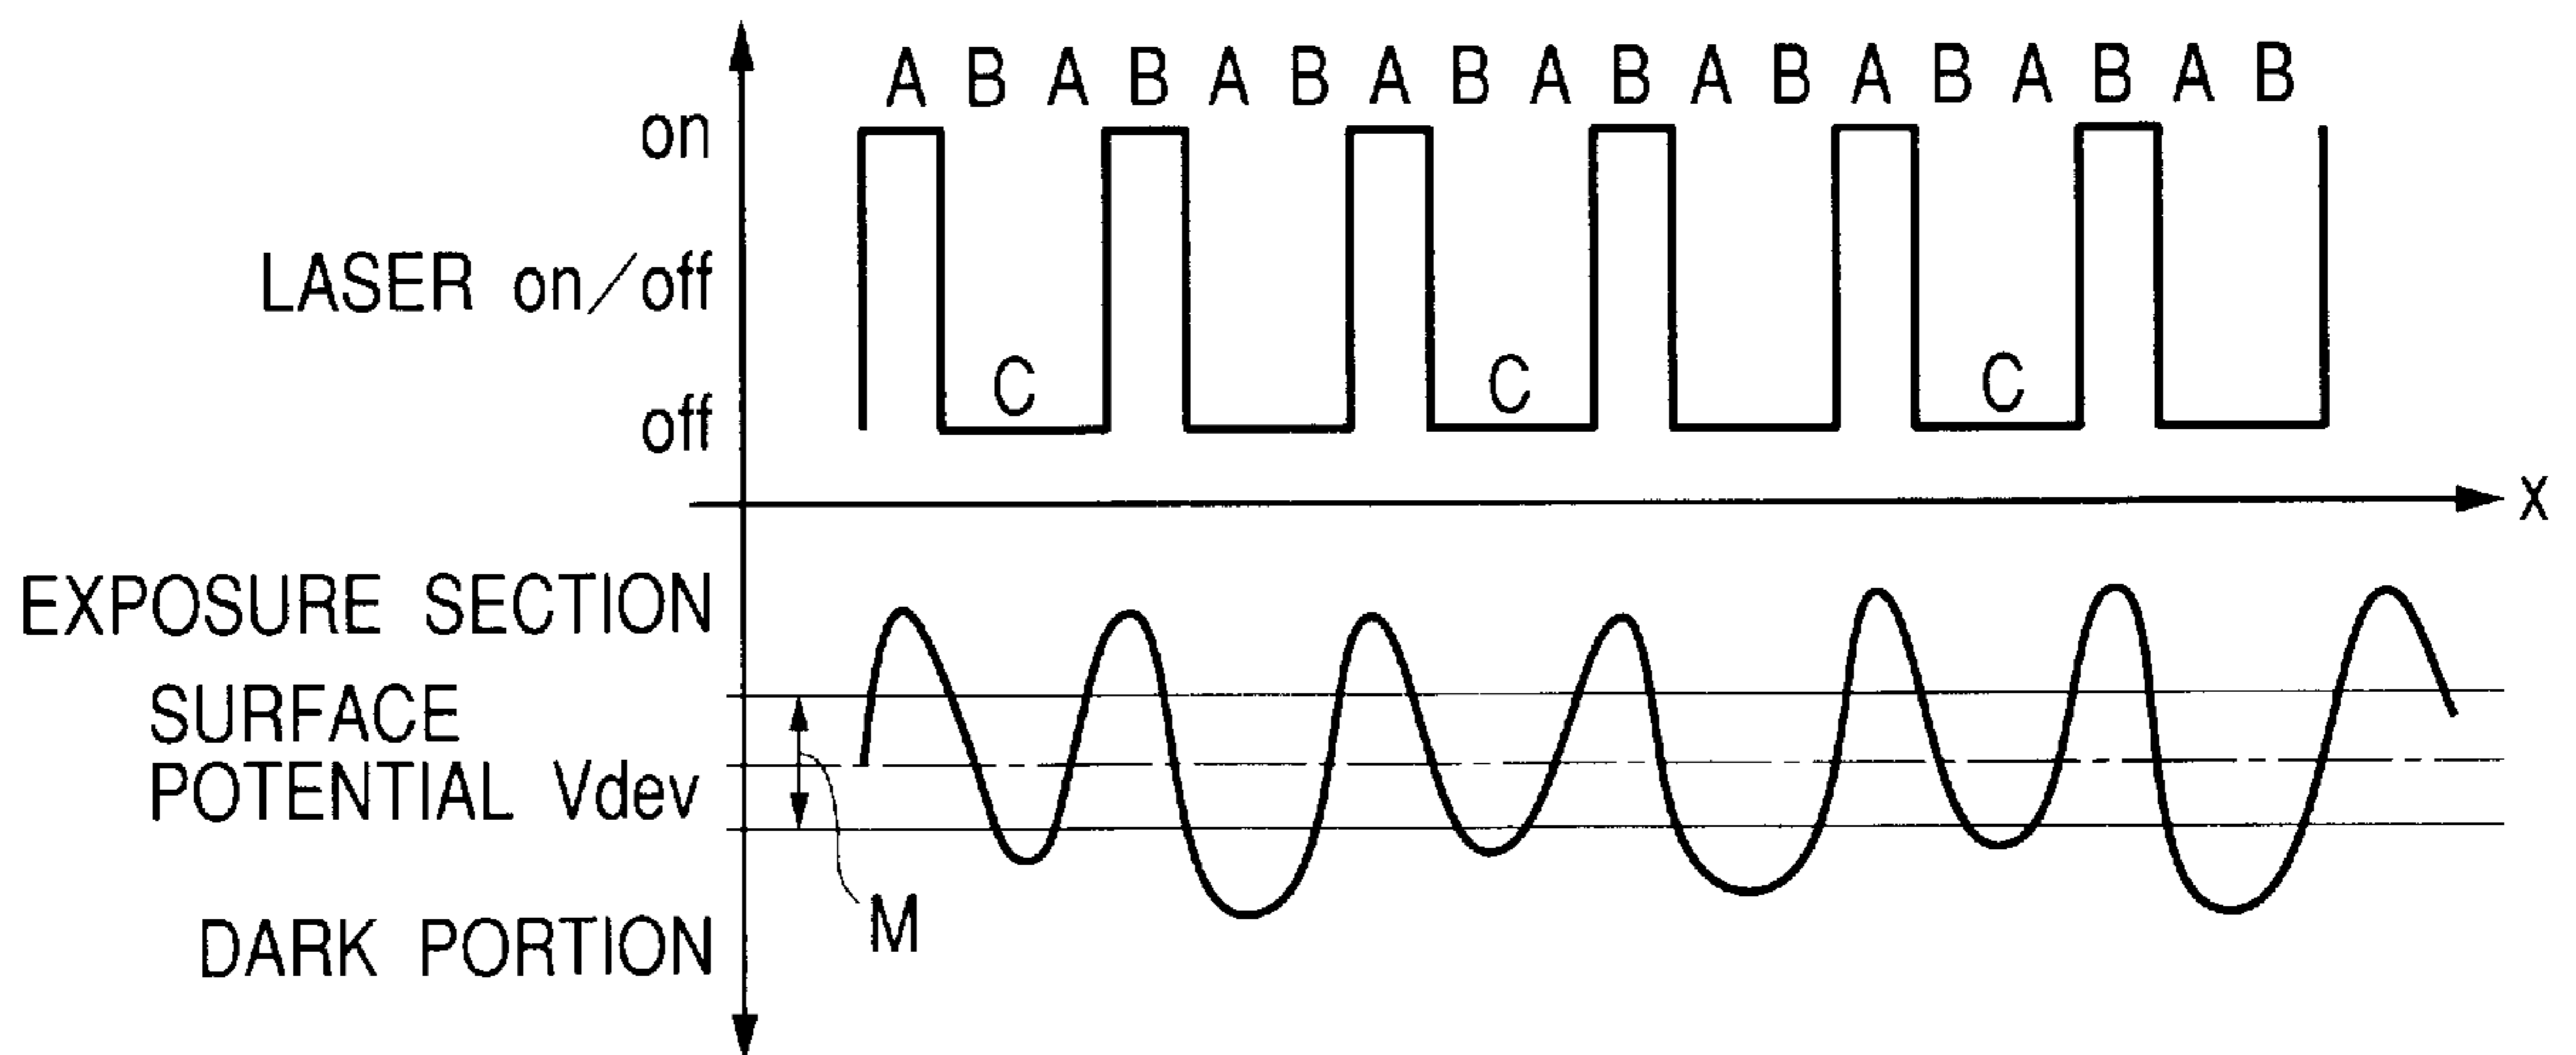 A B A B A B A B A B A B A B A B A B
on
LASER on/off
C C C
off
X
EXPOSURE SECTION
SURFACE
POTENTIAL Vdev
M
DARK PORTION